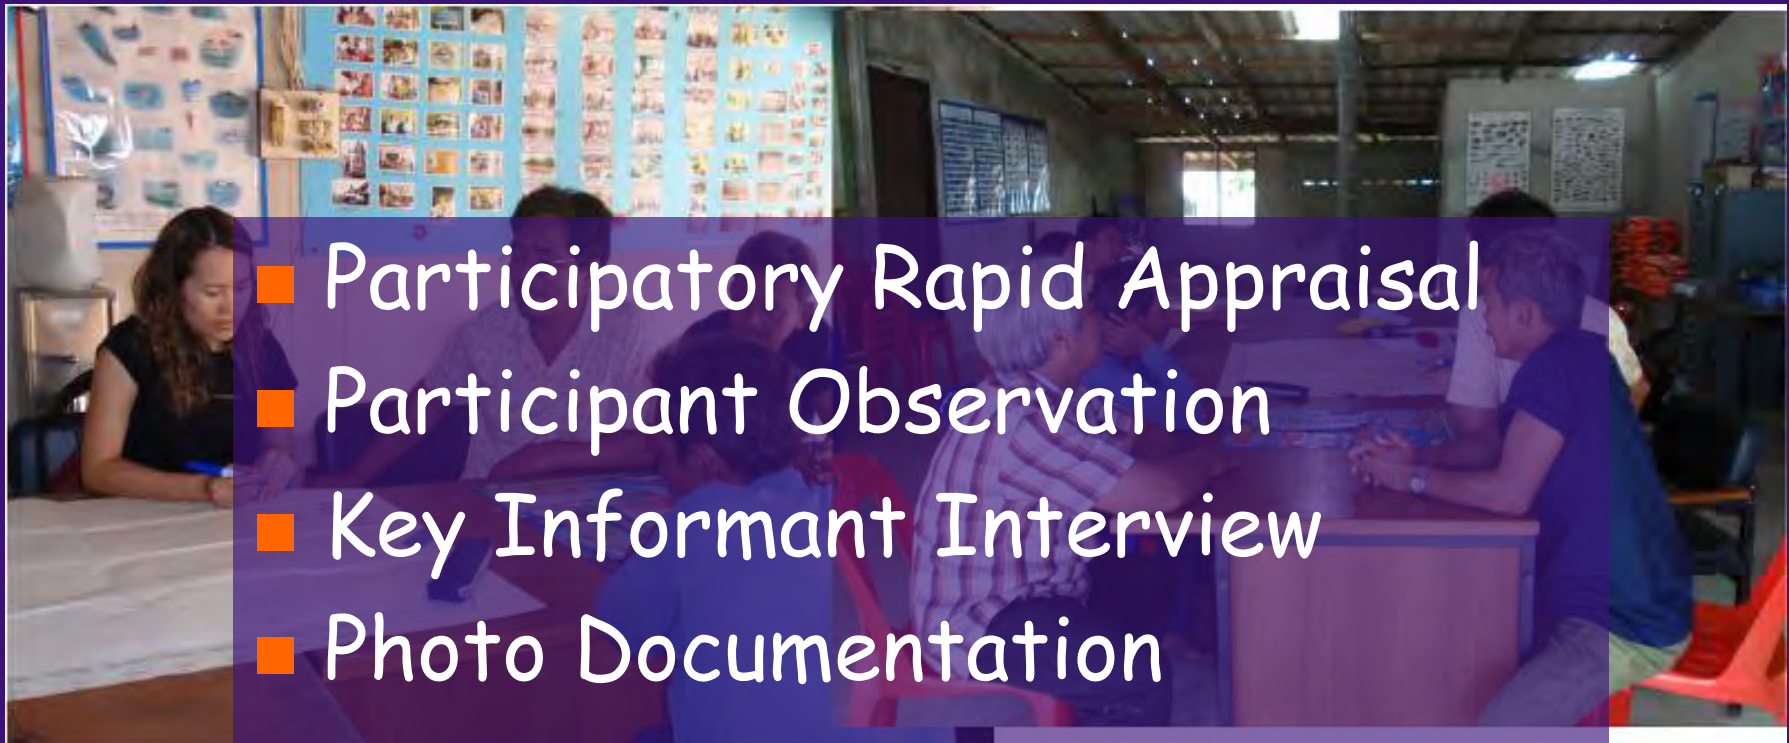 Participatory Rapid Appraisal
Participant Observation
Key Informant Interview
Photo Documentation